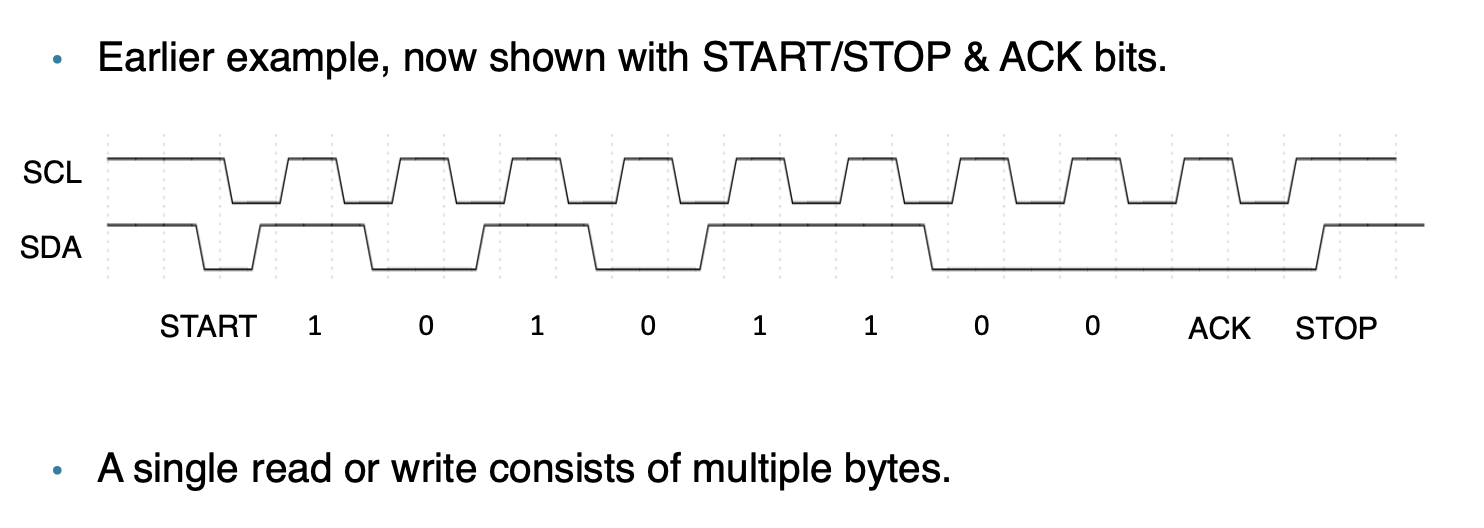 • Earlier example, now shown with START/STOP & ACK bits.
SCL
SDA
START 1 0 1 0 1 1 0 0 ACK STOP
• A single read or write consists of multiple bytes.